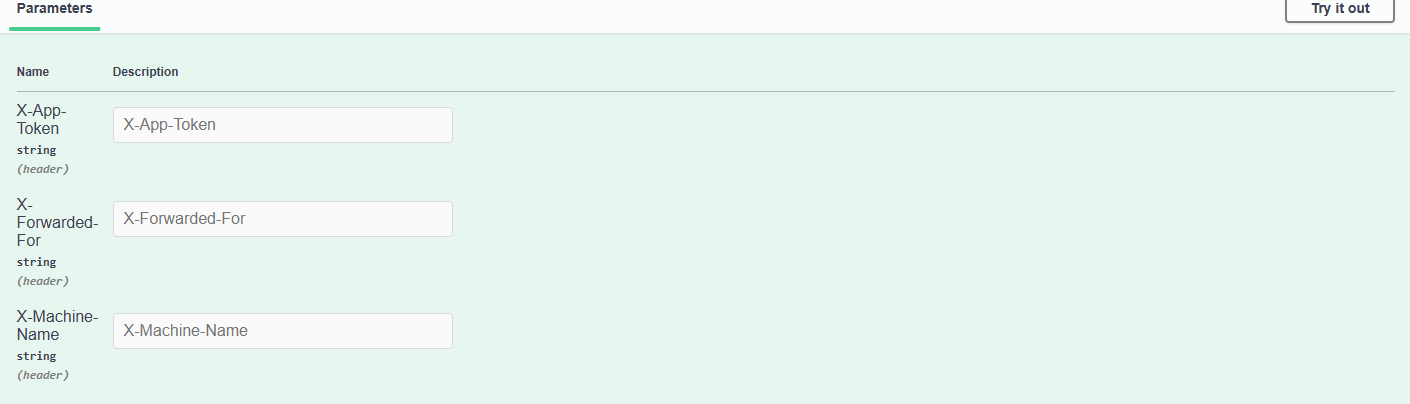 Parameters
Try it out
Name
Description
X-App-
Token
string
(header)
X-App-Token
X-
Forwarded-
For
string
(header)
X-Forwarded-For
X-Machine-
Name
string
(header)
X-Machine-Name